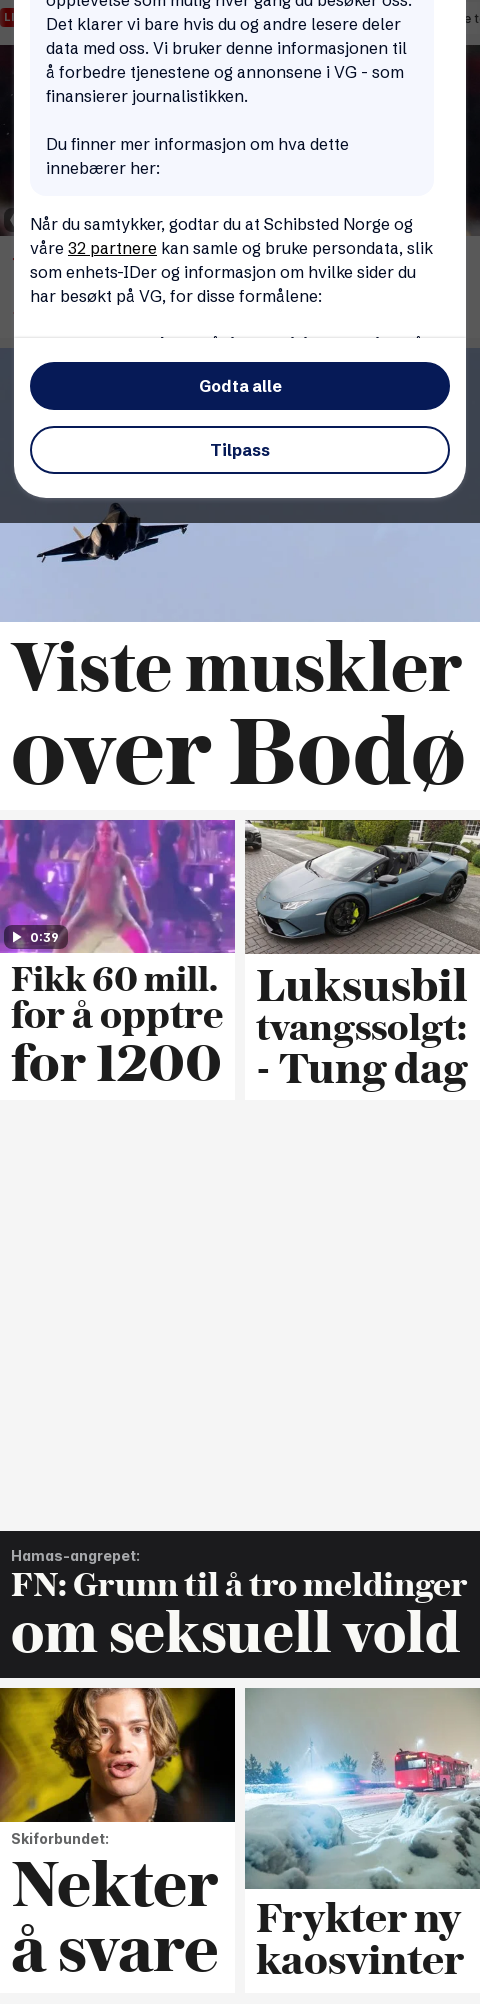 opplevelse som mulig hver gang du besøker oss.
Det klarer vi bare hvis du og andre lesere deler
data med oss. Vi bruker denne informasjonen til
å forbedre tjenestene og annonsene i VG - som
finansierer journalistikken.
Du finner mer informasjon om hva dette
innebærer her:
Når du samtykker, godtar du at Schibsted Norge og
våre 32 partnere kan samle og bruke persondata, slik
som enhets-IDer og informasjon om hvilke sider du
har besøkt på VG, for disse formålene:
Godta alle
Tilpass
Viste muskler
over Bodø
0:39
Fikk 60 mill.
for å opptre
for 1200
Luksusbil
tvangssolgt:
- Tung dag
Hamas-angrepet:
FN: Grunn til å tro meldinger
om seksuell vold
Skiforbundet:
Nekter
å svare
Frykter ny
kaosvinter